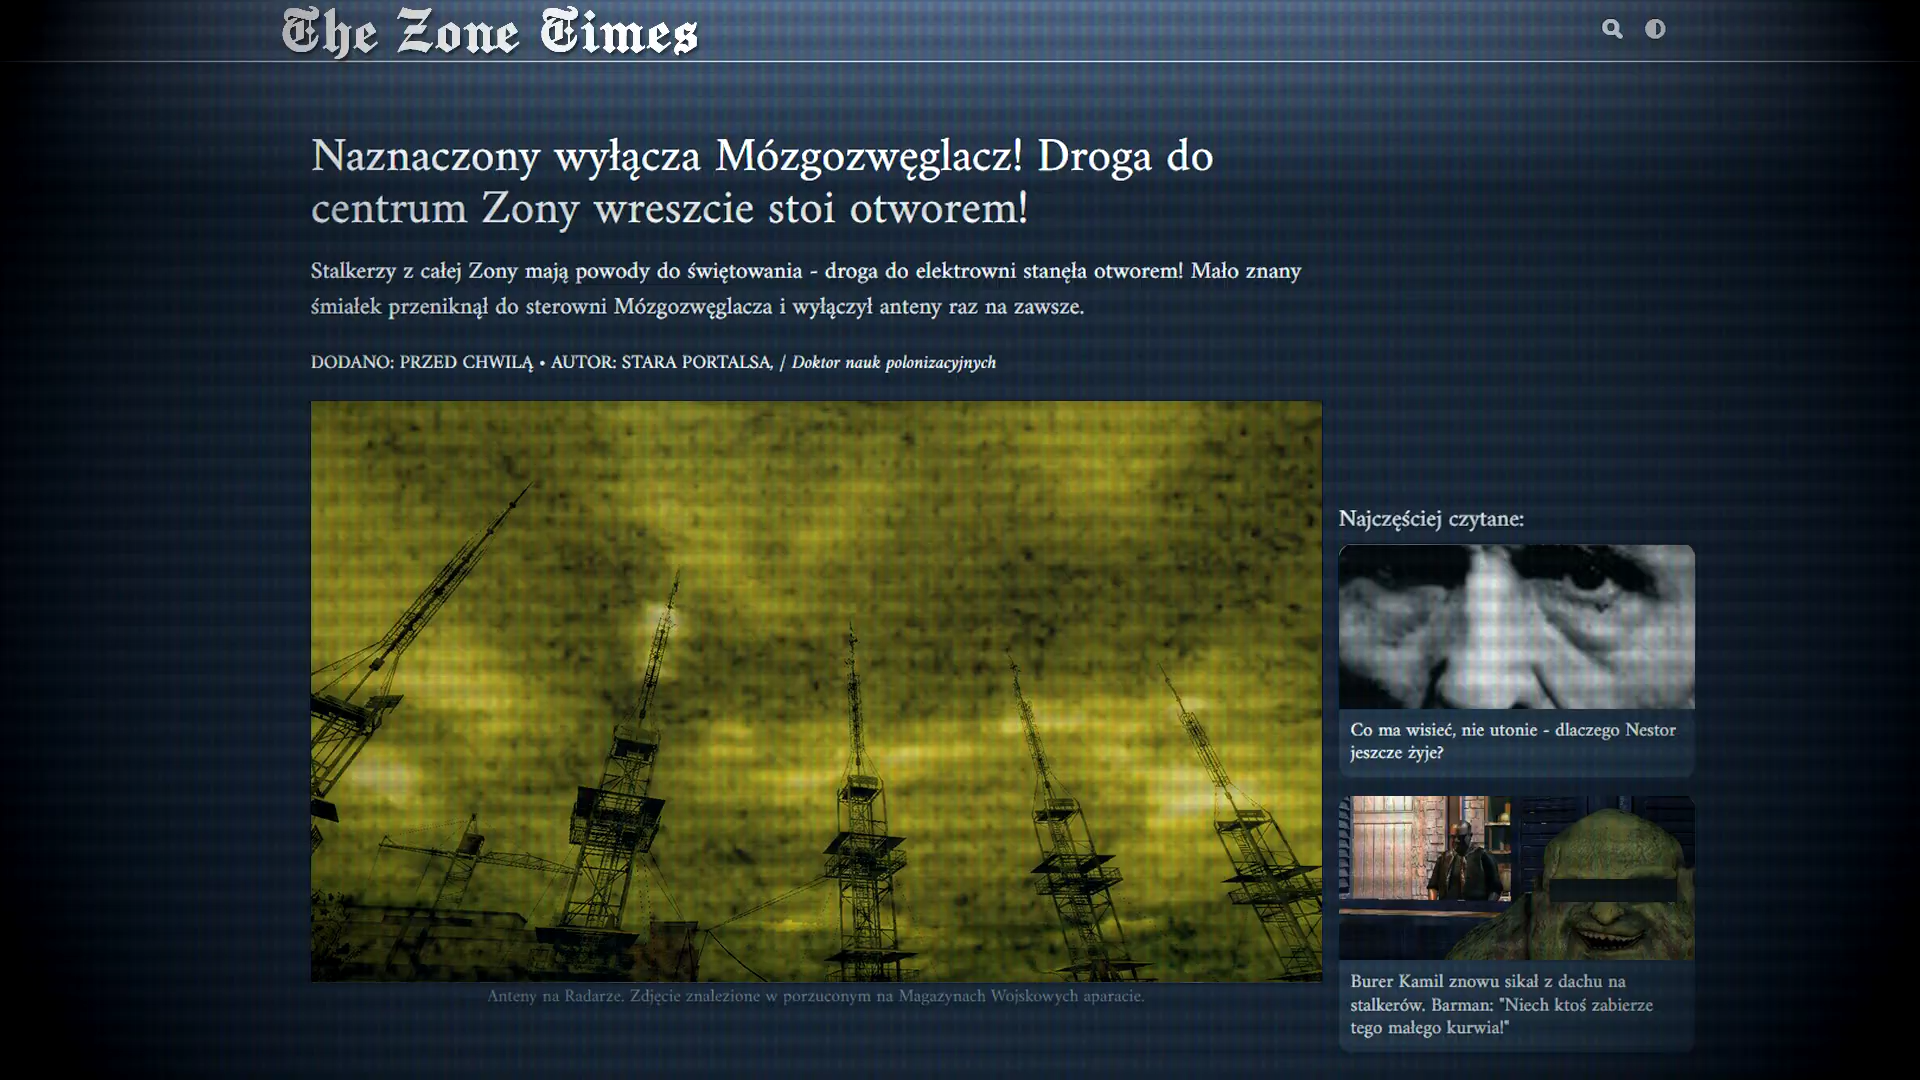 The Zone Times
Naznaczony wyłącza Mózgozwęglacz! Droga do
centrum Zony wreszcie stoi otworem!
Stalkerzy z całej Zony mają powody do świętowania - droga do elektrowni stanęła otworem! Mało znany
śmiałek przeniknął do sterowni Mózgozwęglacza i wyłączył anteny raz na zawsze.
DODANO: PRZED CHWILĄ • AUTOR: STARA PORTALSA, / Doktor nauk polonizacyjnych
Anteny na Radarze. Zdjęcie znalezione w porzuconym na Magazynach Wojskowych aparacie.
Najczęściej czytane:
Co ma wisieć, nie utonie - dlaczego Nestor
jeszcze żyje?
Burer Kamil znowu sikał z dachu na
stalkerów. Barman: "Niech ktoś zabierze
tego małego kurwia!"